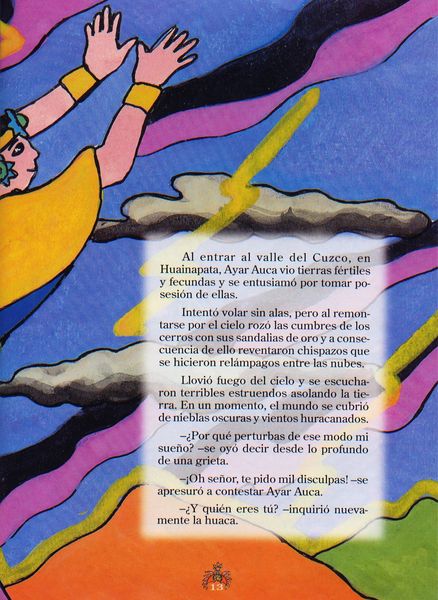 Al entrar al valle del Cuzco, en
Huainapata, Ayar Auca vio tierras fértiles
y fecundas y se entusiamó por tomar po-
sesión de ellas.
Intentó volar sin alas, pero al remon-
tarse por el cielo rozó las cumbres de los
cerros con sus sandalias de oro y a conse-
cuencia de ello reventaron chispazos que
se hicieron relámpagos entre las nubes.
Llovió fuego del cielo y se escucha-
ron terribles estruendos asolando la tie-
rra. En un momento, el mundo se cubrió
de nieblas oscuras y vientos huracanados.
–¿Por qué perturbas de ese modo mi
sueño? –se oyó decir desde lo profundo
de una grieta.
–¡Oh señor, te pido mil disculpas! –se
apresuró a contestar Ayar Auca.
–¿Y quién eres tú? –inquirió nueva-
mente la huaca.
13